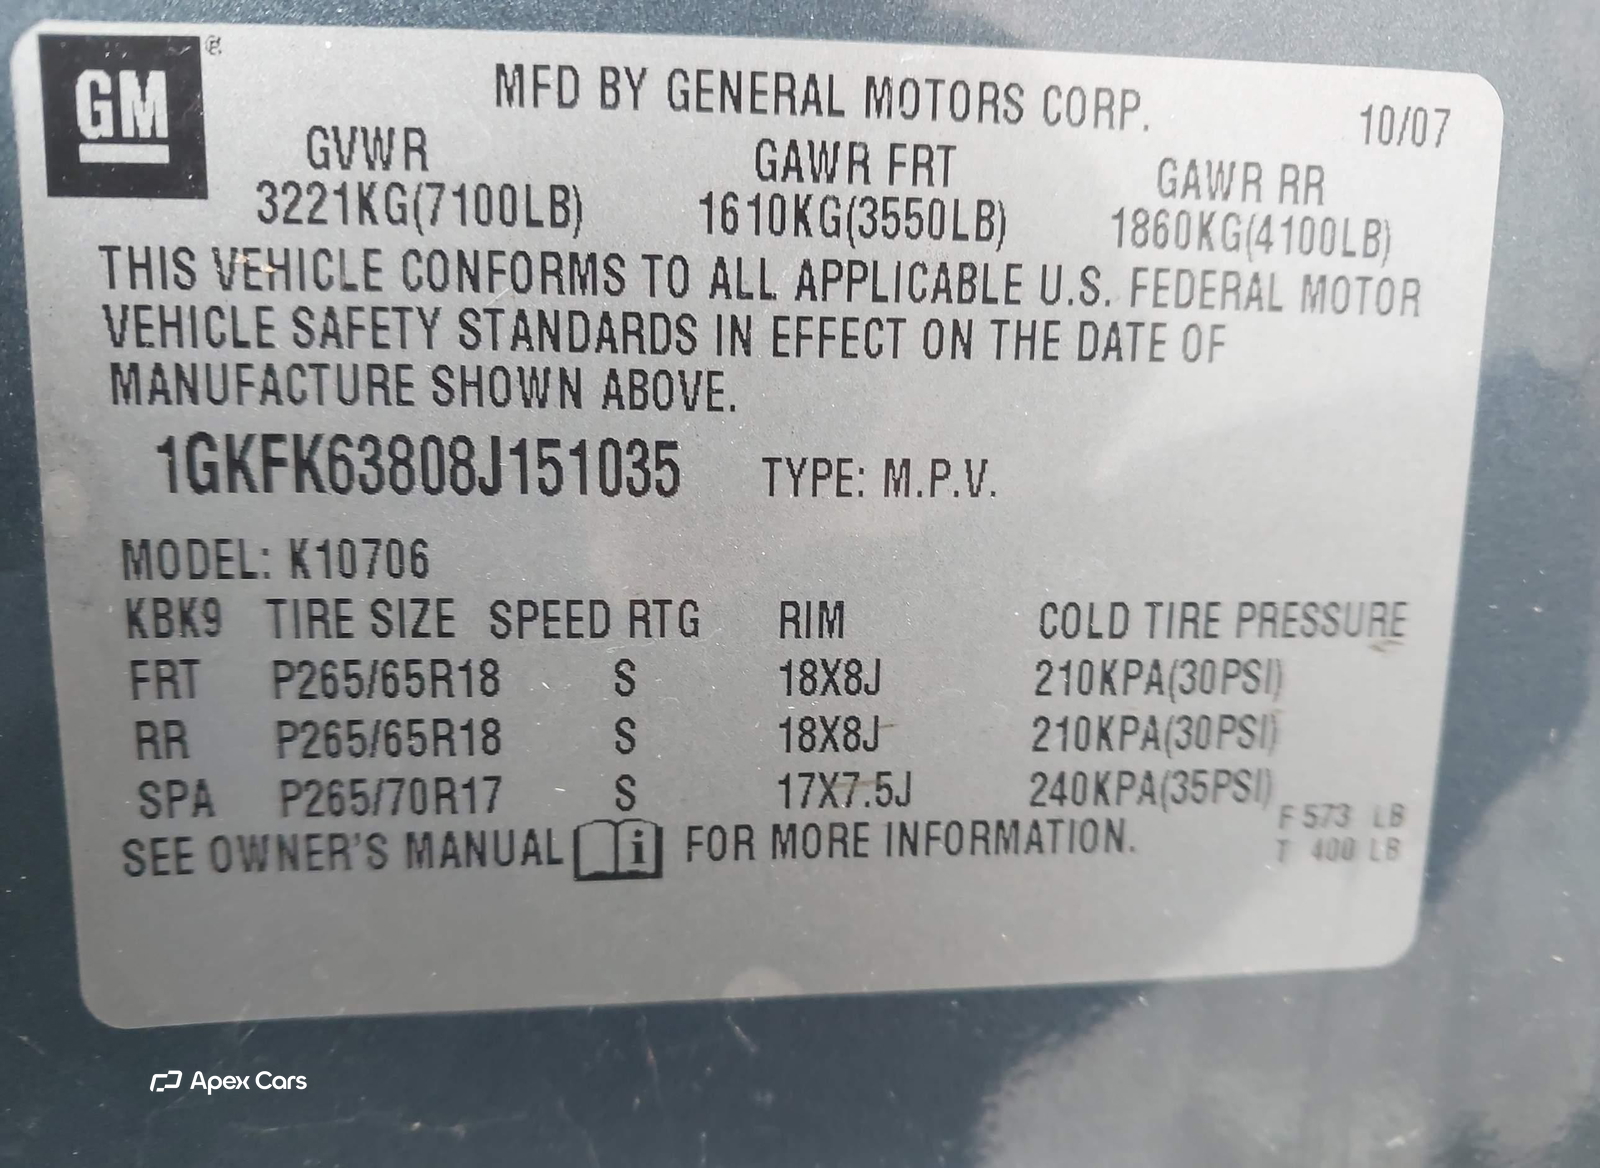 GM ®
MFD BY GENERAL MOTORS CORP. 10/07
GVWR GAWR FRT GAWR RR
3221KG(7100LB) 1610KG(3550LB) 1860KG(4100LB)
THIS VEHICLE CONFORMS TO ALL APPLICABLE U.S. FEDERAL MOTOR
VEHICLE SAFETY STANDARDS IN EFFECT ON THE DATE OF
MANUFACTURE SHOWN ABOVE.
1GKFK63808J151035 TYPE: M.P.V.
MODEL: K10706
KBK9 TIRE SIZE SPEED RTG RIM COLD TIRE PRESSURE
FRT P265/65R18 S 18X8J 210KPA(30PSI)
RR P265/65R18 S 18X8J 210KPA(30PSI)
SPA P265/70R17 S 17X7.5J 240KPA(35PSI)
F 573 LB
SEE OWNER'S MANUAL i FOR MORE INFORMATION.
T 400 LB
Apex Cars